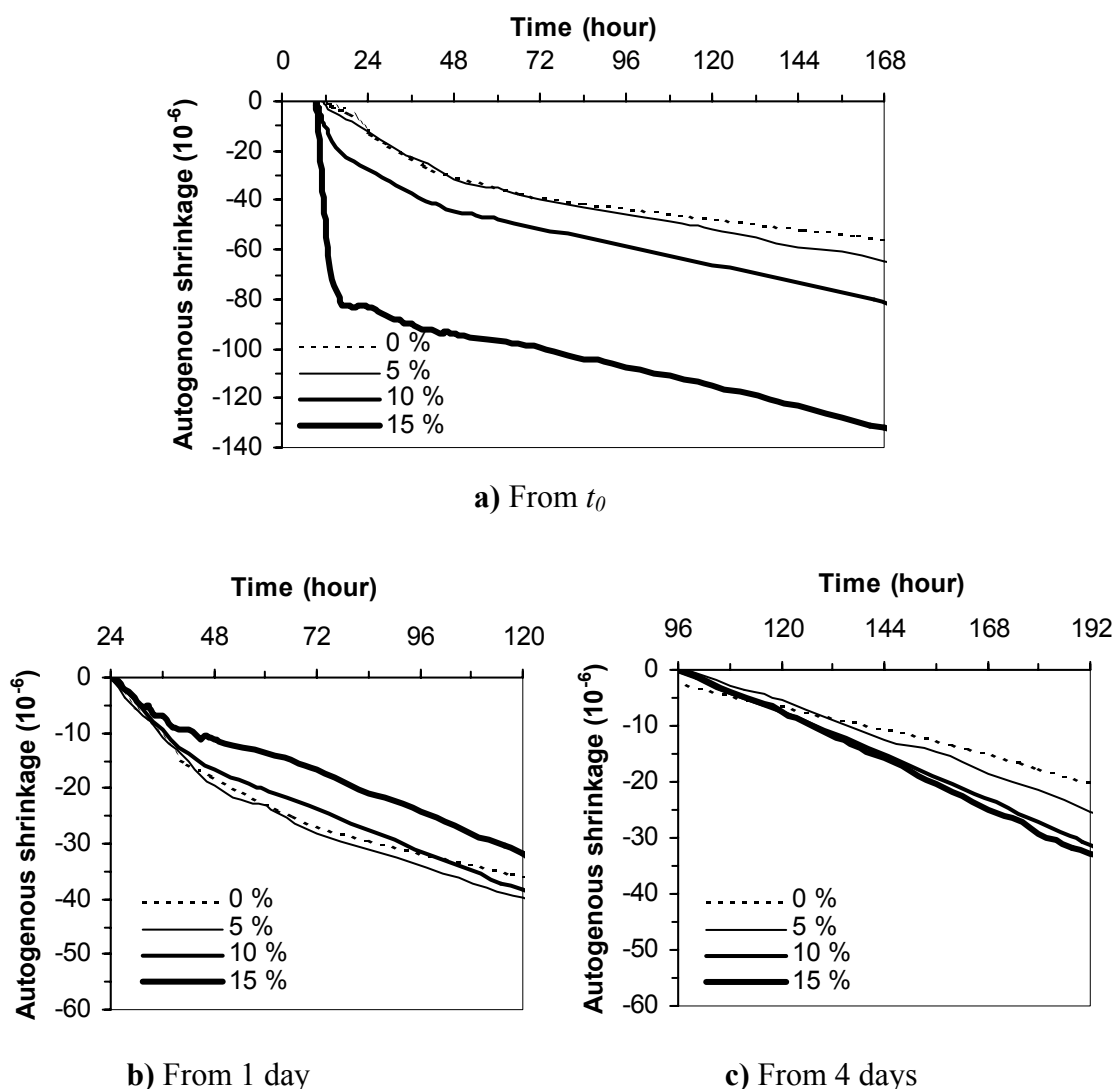 Time (hour)
0 24 48 72 96 120 144 168
Autogenous shrinkage (10⁻⁶)
0
-20
-40
-60
-80
-100
-120
-140
0 %
5 %
10 %
15 %
a) From t₀
Time (hour)
24 48 72 96 120
Autogenous shrinkage (10⁻⁶)
0
-10
-20
-30
-40
-50
-60
0 %
5 %
10 %
15 %
b) From 1 day
Time (hour)
96 120 144 168 192
Autogenous shrinkage (10⁻⁶)
0
-10
-20
-30
-40
-50
-60
0 %
5 %
10 %
15 %
c) From 4 days